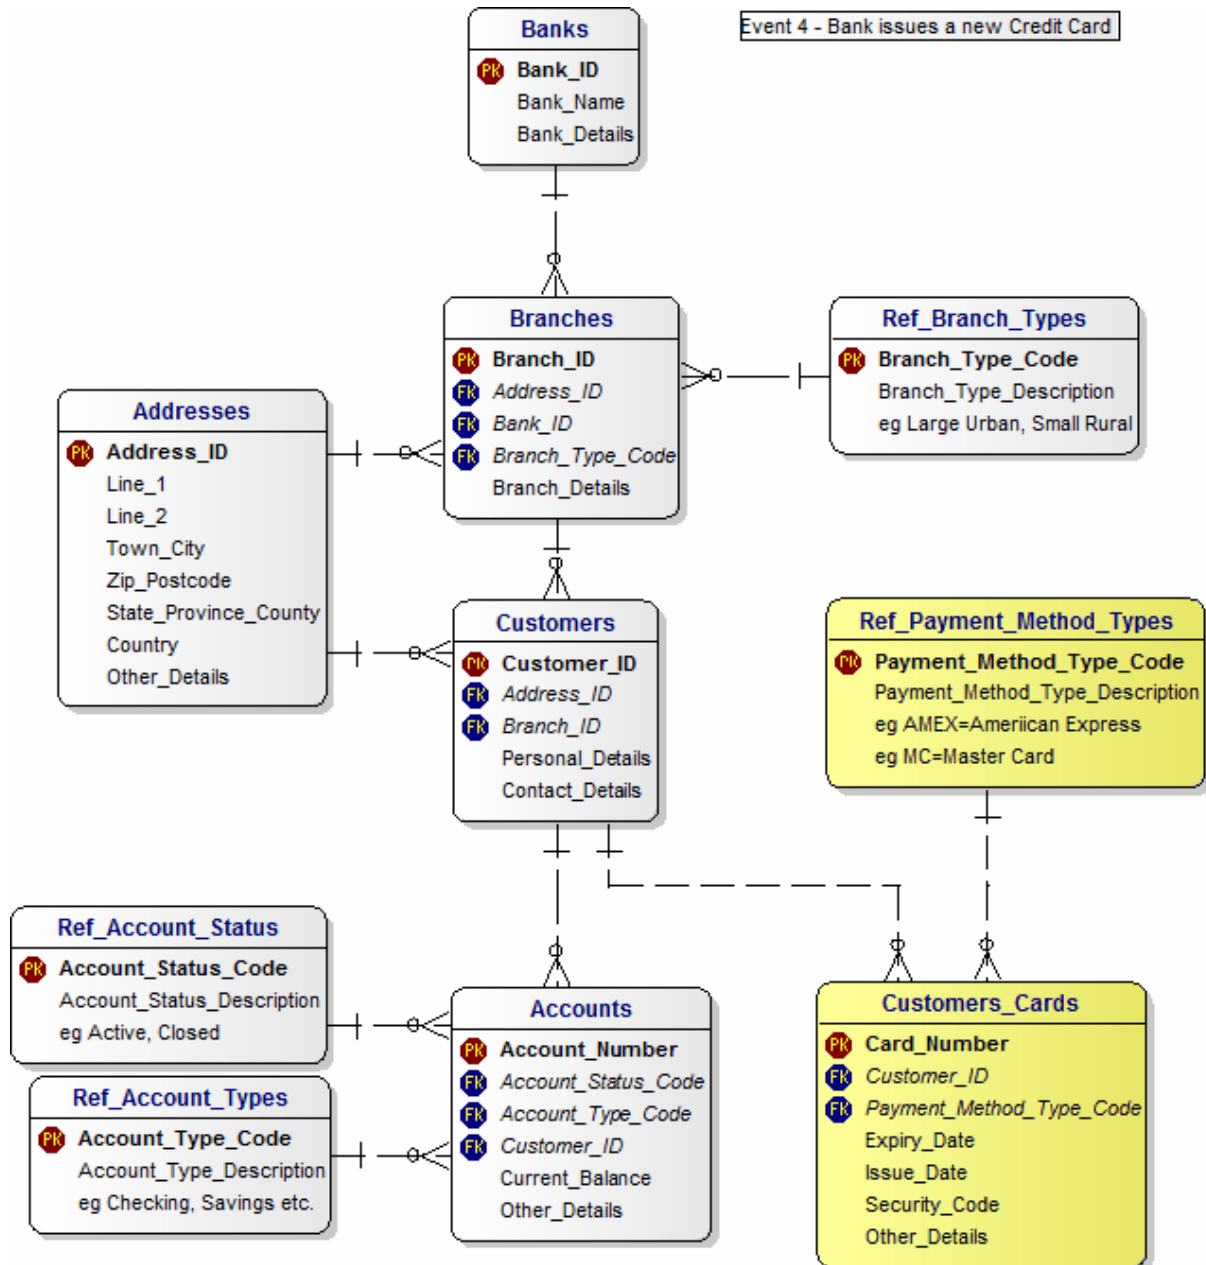 Banks
PK Bank_ID
Bank_Name
Bank_Details
Event 4 - Bank issues a new Credit Card
Branches
PK Branch_ID
FK Address_ID
FK Bank_ID
FK Branch_Type_Code
Branch_Details
Ref_Branch_Types
PK Branch_Type_Code
Branch_Type_Description
eg Large Urban, Small Rural
Addresses
PK Address_ID
Line_1
Line_2
Town_City
Zip_Postcode
State_Province_County
Country
Other_Details
Customers
PK Customer_ID
FK Address_ID
FK Branch_ID
Personal_Details
Contact_Details
Ref_Payment_Method_Types
PK Payment_Method_Type_Code
Payment_Method_Type_Description
eg AMEX=Ameriican Express
eg MC=Master Card
Ref_Account_Status
PK Account_Status_Code
Account_Status_Description
eg Active, Closed
Ref_Account_Types
PK Account_Type_Code
Account_Type_Description
eg Checking, Savings etc.
Accounts
PK Account_Number
FK Account_Status_Code
FK Account_Type_Code
FK Customer_ID
Current_Balance
Other_Details
Customers_Cards
PK Card_Number
FK Customer_ID
FK Payment_Method_Type_Code
Expiry_Date
Issue_Date
Security_Code
Other_Details